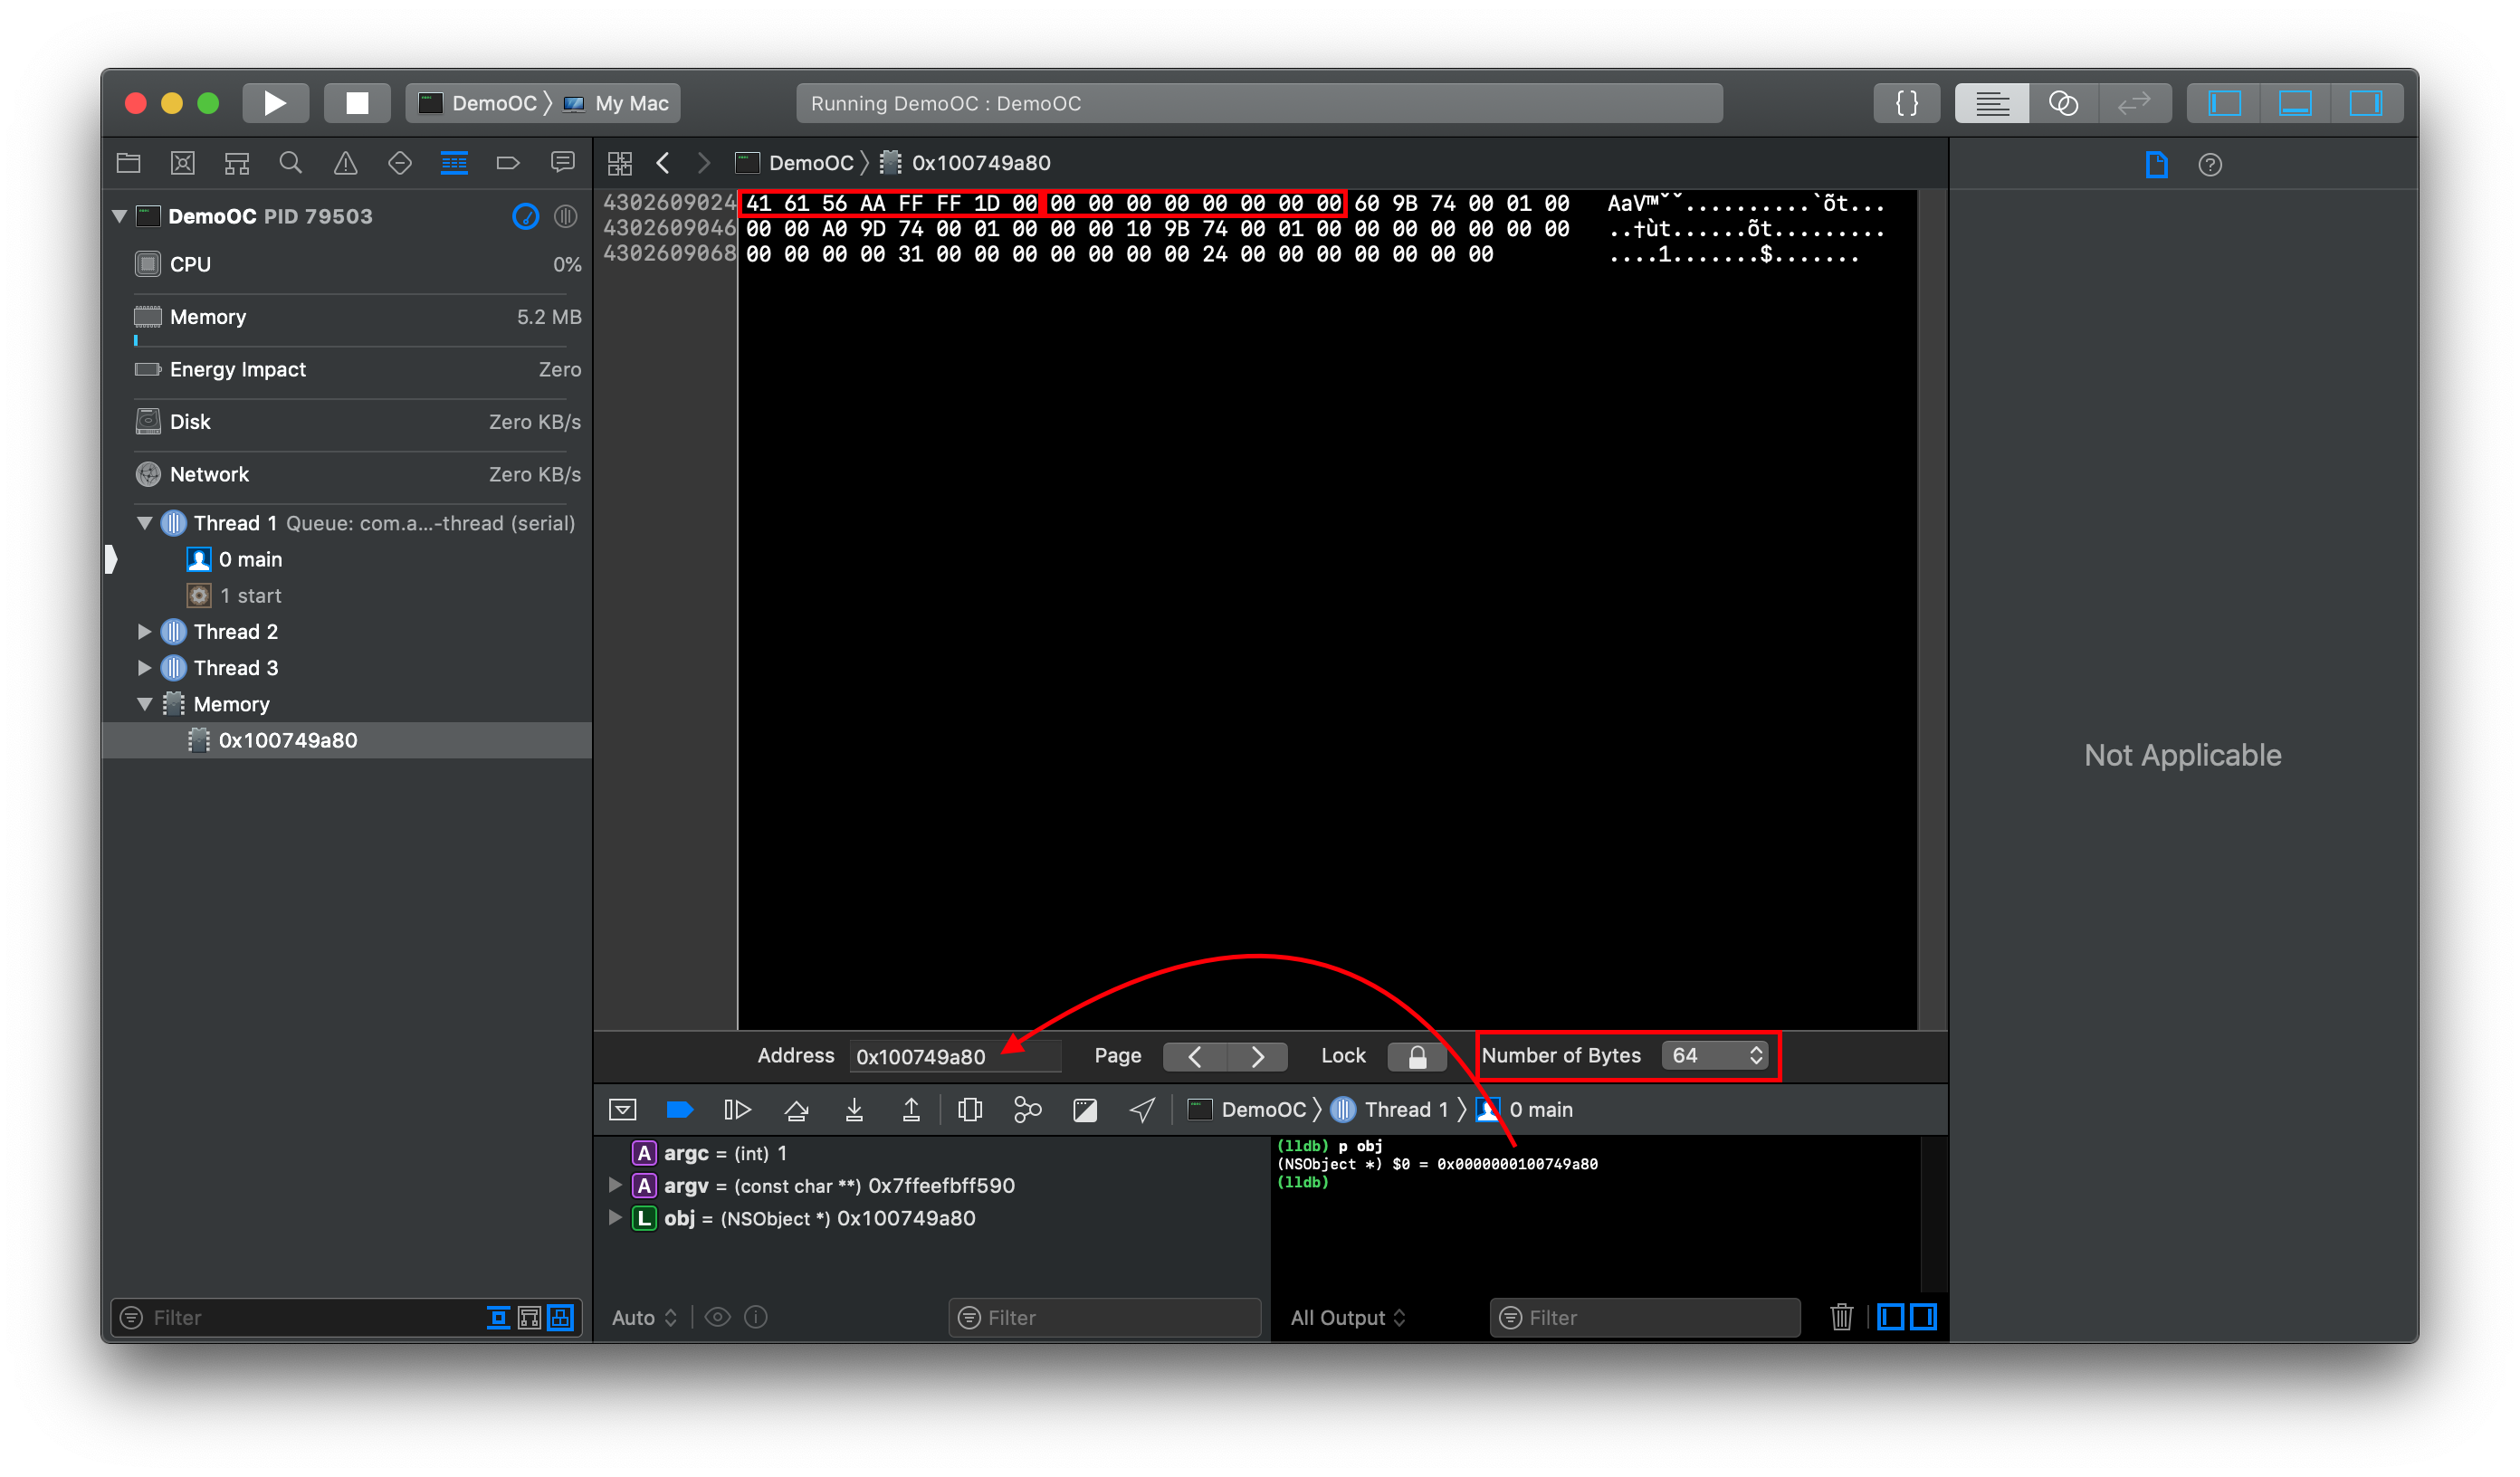 DemoOC 〉 My Mac
Running DemoOC : DemoOC
{ }
DemoOC 〉 0x100749a80
DemoOC PID 79503
CPU 0%
Memory 5.2 MB
Energy Impact Zero
Disk Zero KB/s
Network Zero KB/s
Thread 1 Queue: com.a...-thread (serial)
0 main
1 start
Thread 2
Thread 3
Memory
0x100749a80
Filter
4302609024 41 61 56 AA FF FF 1D 00 00 00 00 00 00 00 00 00 60 9B 74 00 01 00 AaV™ˇˇ..........`õt...
4302609046 00 00 A0 9D 74 00 01 00 00 00 10 9B 74 00 01 00 00 00 00 00 00 00 ..†ùt......õt.........
4302609068 00 00 00 00 31 00 00 00 00 00 00 00 24 00 00 00 00 00 00 00 ....1.......$.......
Address 0x100749a80 Page Lock Number of Bytes 64
DemoOC 〉 Thread 1 〉 0 main
A argc = (int) 1
A argv = (const char **) 0x7ffeefbff590
L obj = (NSObject *) 0x100749a80
Auto
Filter
(lldb) p obj
(NSObject *) $0 = 0x0000000100749a80
(lldb)
All Output
Filter
Not Applicable